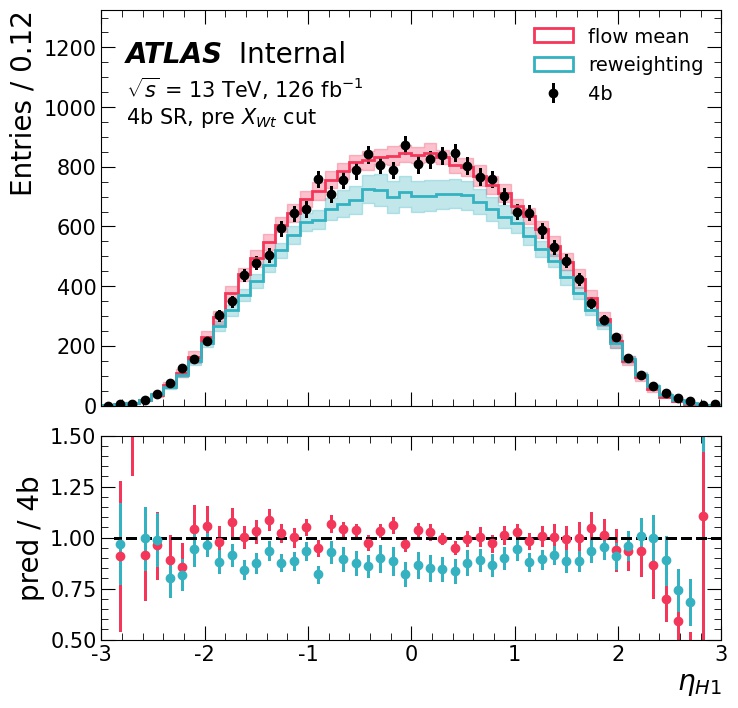 Entries / 0.12
1200
1000
800
600
400
200
0
ATLAS Internal
√s = 13 TeV, 126 fb⁻¹
4b SR, pre X_Wt cut
flow mean
reweighting
4b
pred / 4b
1.50
1.25
1.00
0.75
0.50
-3 -2 -1 0 1 2 3
η_H1